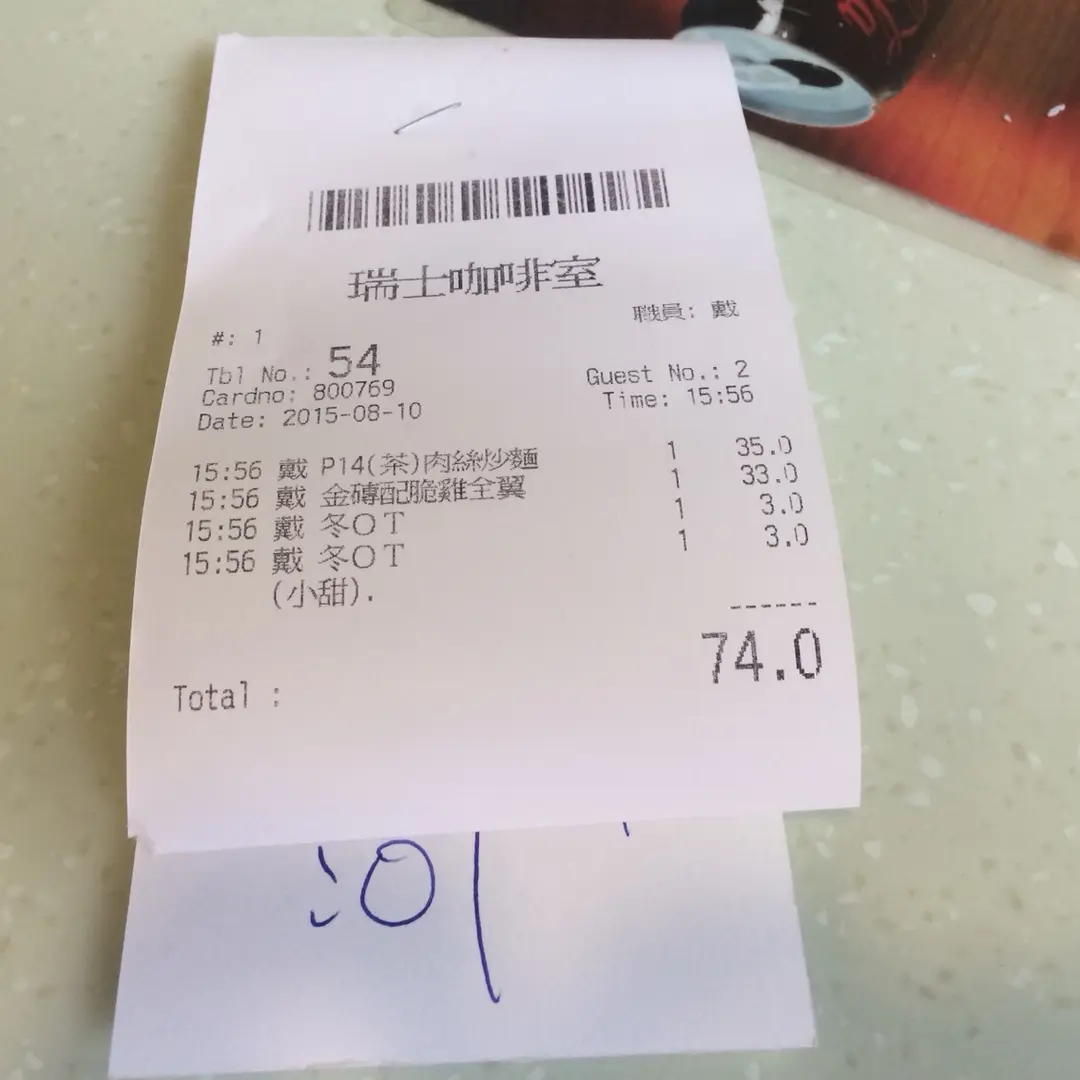 瑞士咖啡室
職員: 戴
#: 1
Tbl No.: 54
Guest No.: 2
Cardno: 800769
Time: 15:56
Date: 2015-08-10
15:56 戴 P14(茶)肉絲炒麵 1 35.0
15:56 戴 金磚配脆雞全翼 1 33.0
15:56 戴 冬OT 1 3.0
15:56 戴 冬OT 1 3.0
(小甜).
------
Total : 74.0